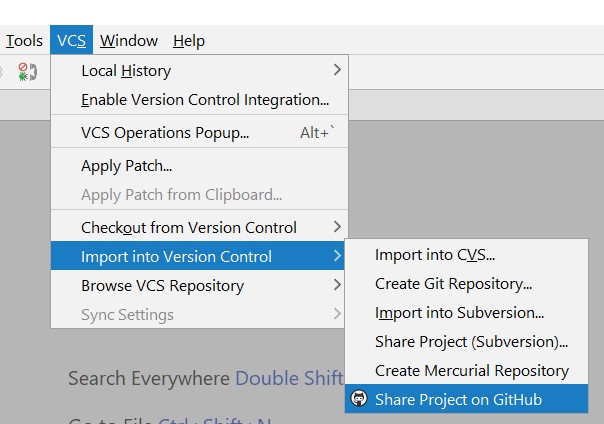 Tools VCS Window Help
Local History
Enable Version Control Integration...
VCS Operations Popup... Alt+`
Apply Patch...
Apply Patch from Clipboard...
Checkout from Version Control
Import into Version Control
Browse VCS Repository
Sync Settings
Import into CVS...
Create Git Repository...
Import into Subversion...
Share Project (Subversion)...
Create Mercurial Repository
Share Project on GitHub
Search Everywhere Double Shift
Go to File Ctrl+Shift+N